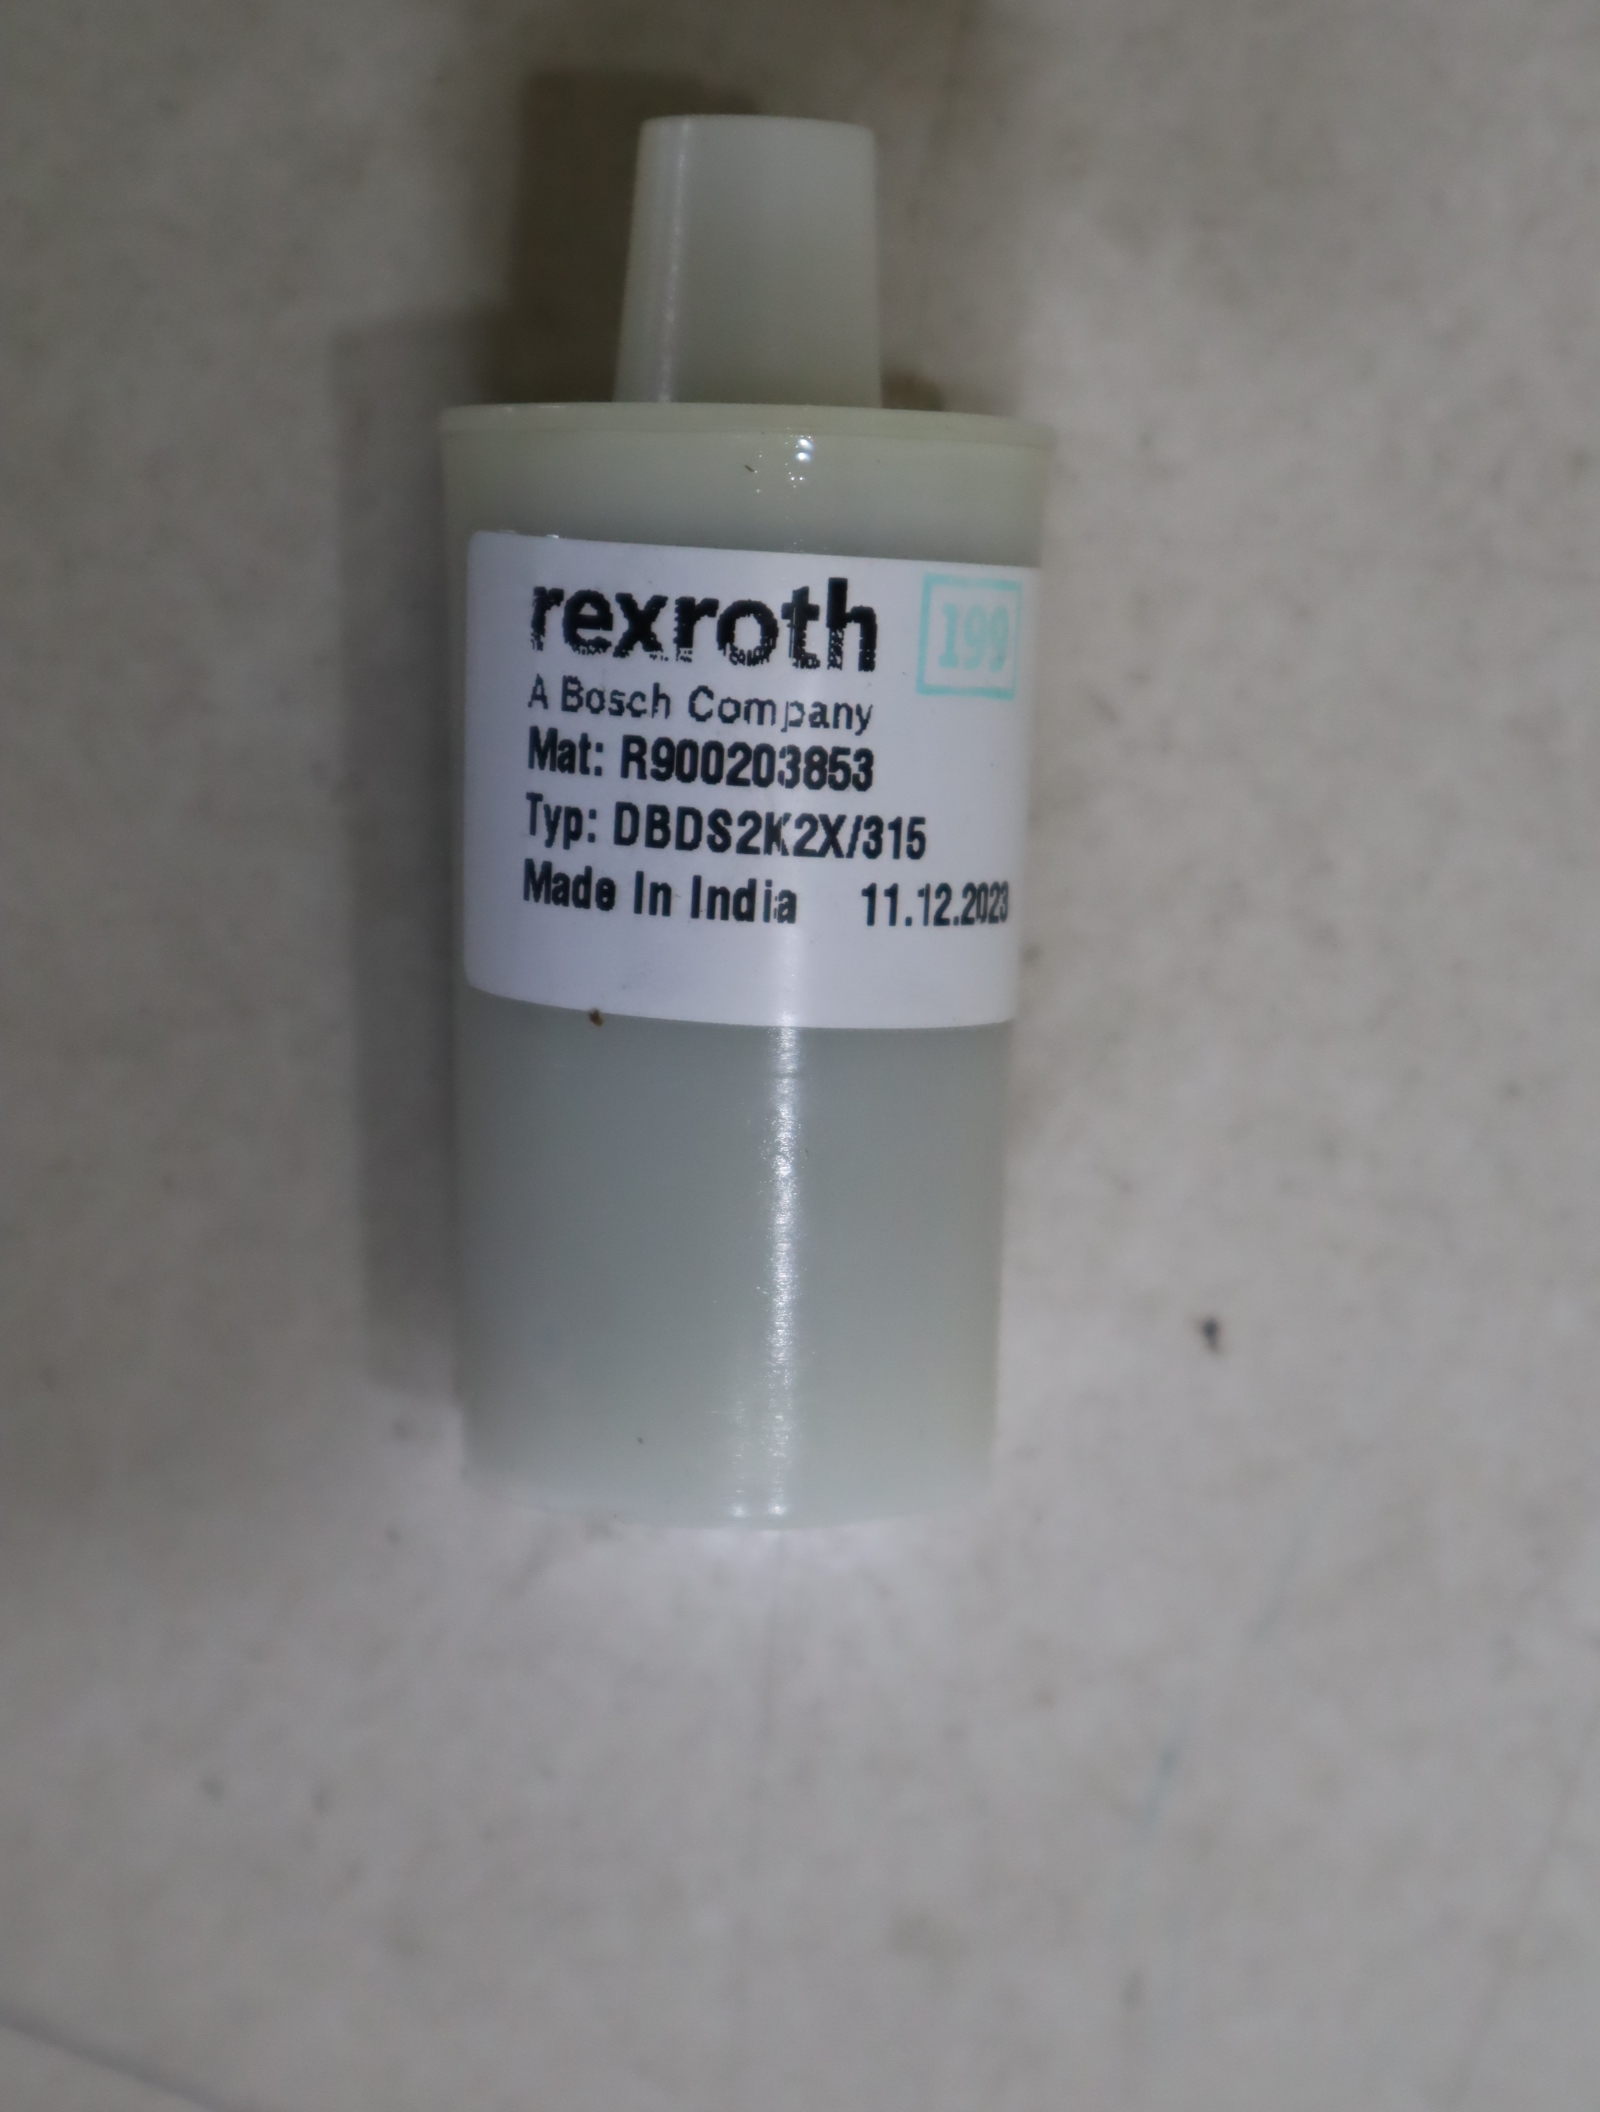 rexroth
199
A Bosch Company
Mat: R900203853
Typ: DBDS2K2X/315
Made In India 11.12.2023